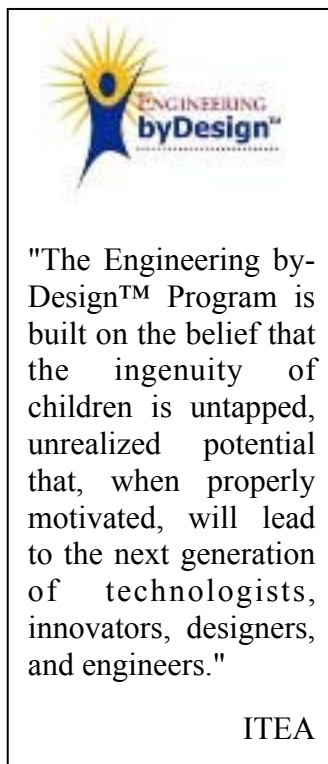 ENGINEERING
byDesign™
"The Engineering by-
Design™ Program is
built on the belief that
the ingenuity of
children is untapped,
unrealized potential
that, when properly
motivated, will lead
to the next generation
of technologists,
innovators, designers,
and engineers."
ITEA